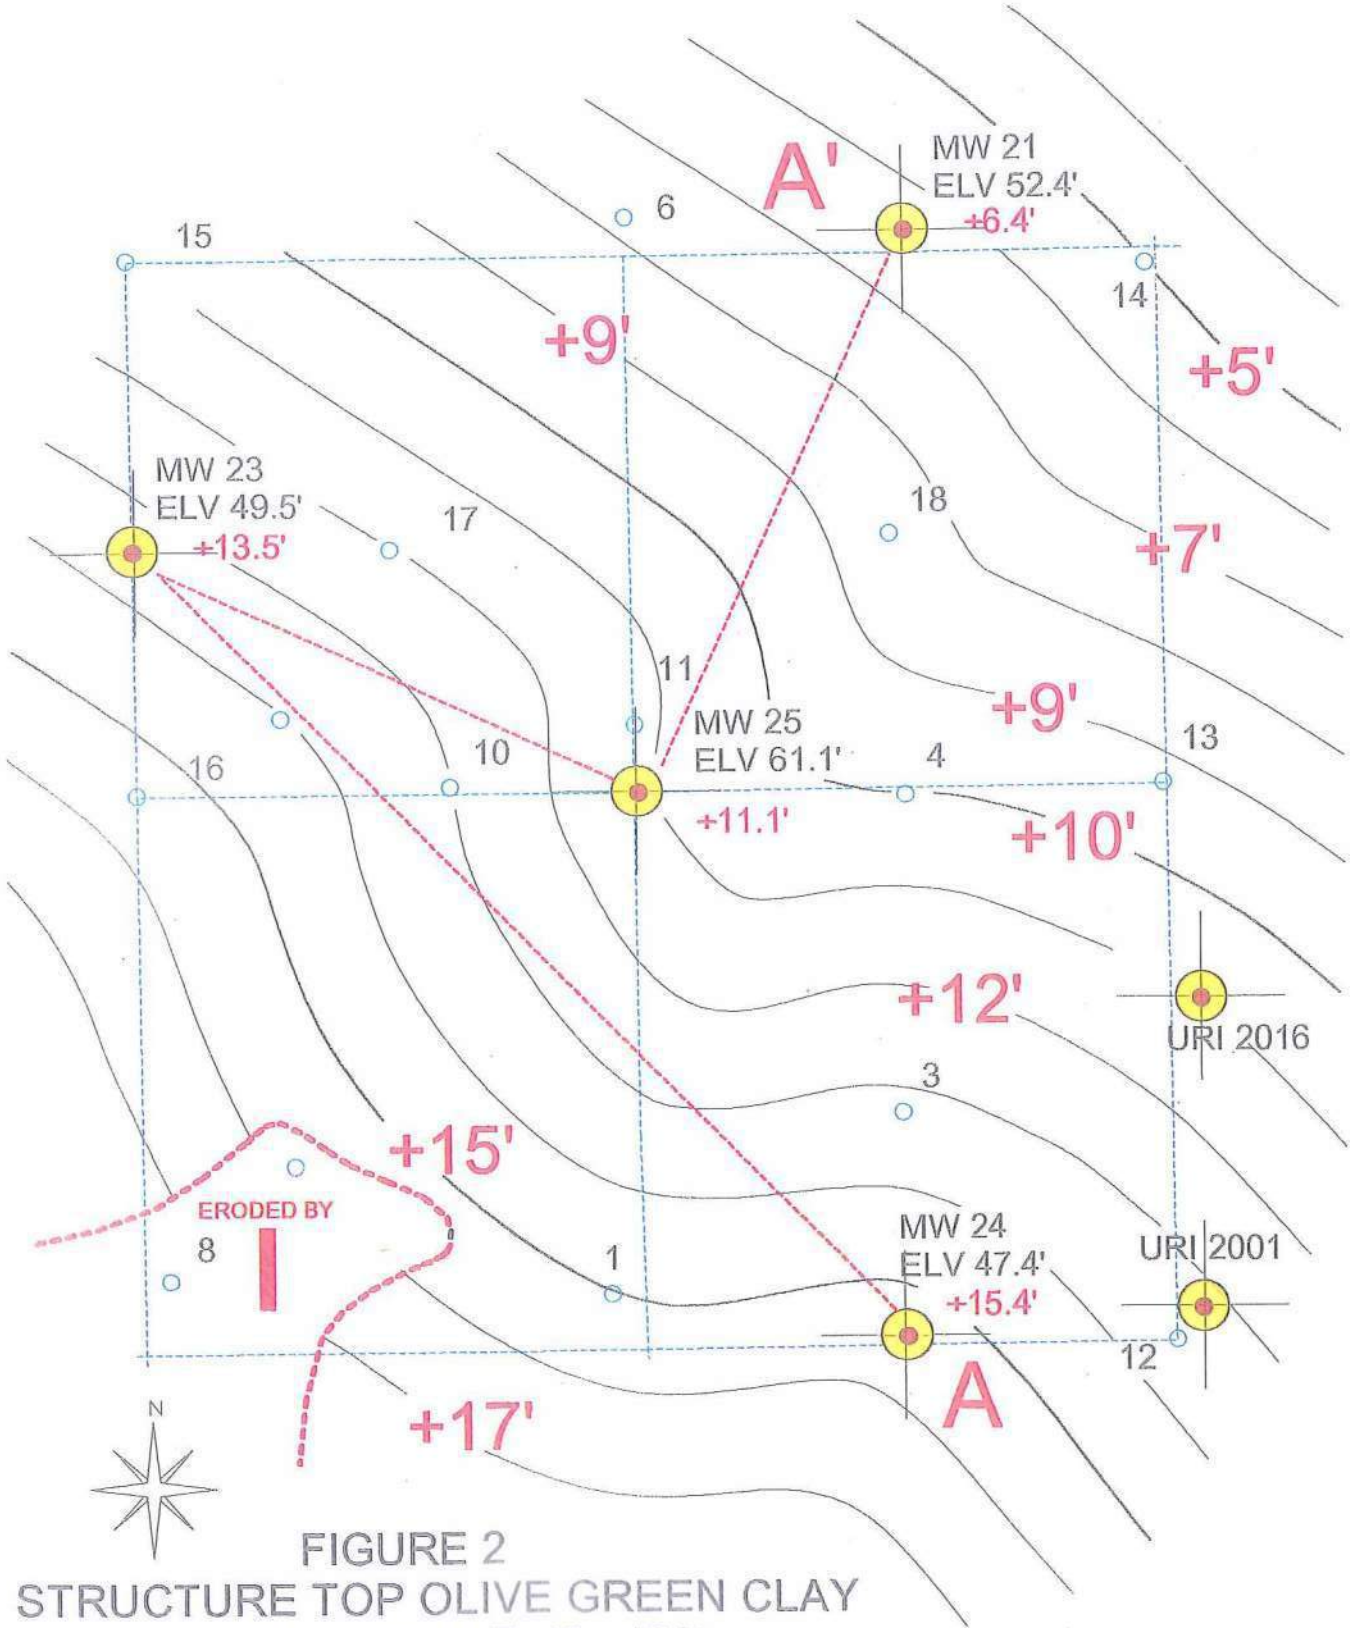 MW 21
A'
ELV 52.4'
+6.4'
6
15
14
+9'
+5'
MW 23
ELV 49.5'
+13.5'
17
18
+7'
11
+9'
MW 25
ELV 61.1'
+11.1'
10
4
13
16
+10'
+12'
URI 2016
3
+15'
ERODED BY
I
8
1
MW 24
ELV 47.4'
+15.4'
URI 2001
12
A
+17'
N
FIGURE 2
STRUCTURE TOP OLIVE GREEN CLAY